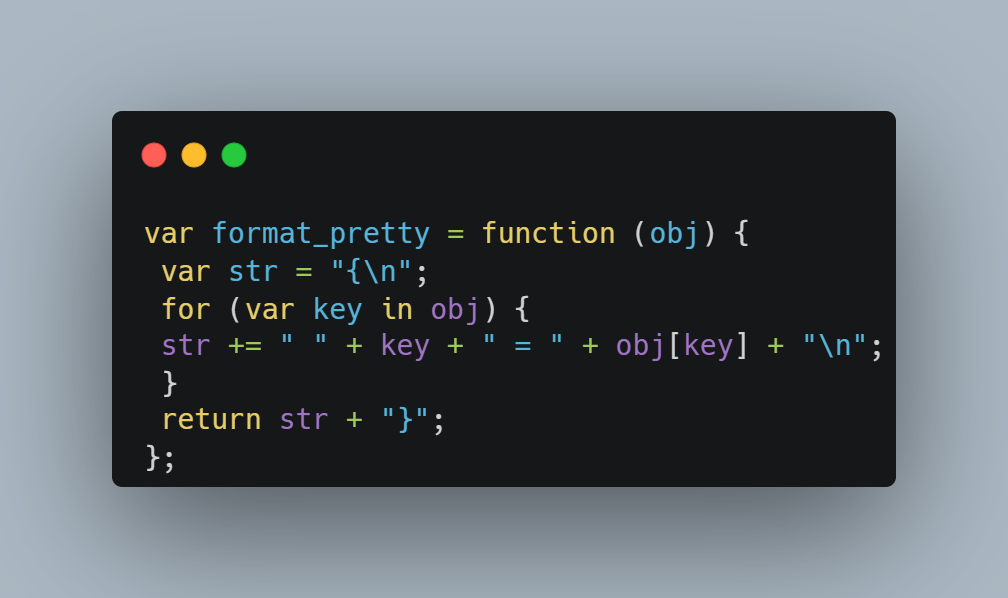 var format_pretty = function (obj) {
 var str = "{\n";
 for (var key in obj) {
 str += " " + key + " = " + obj[key] + "\n";
 }
 return str + "}";
};